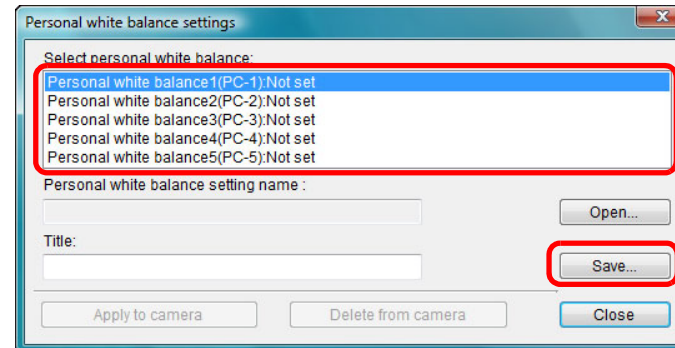 Personal white balance settings
Select personal white balance:
Personal white balance1(PC-1):Not set
Personal white balance2(PC-2):Not set
Personal white balance3(PC-3):Not set
Personal white balance4(PC-4):Not set
Personal white balance5(PC-5):Not set
Personal white balance setting name :
Open...
Title:
Save...
Apply to camera Delete from camera Close